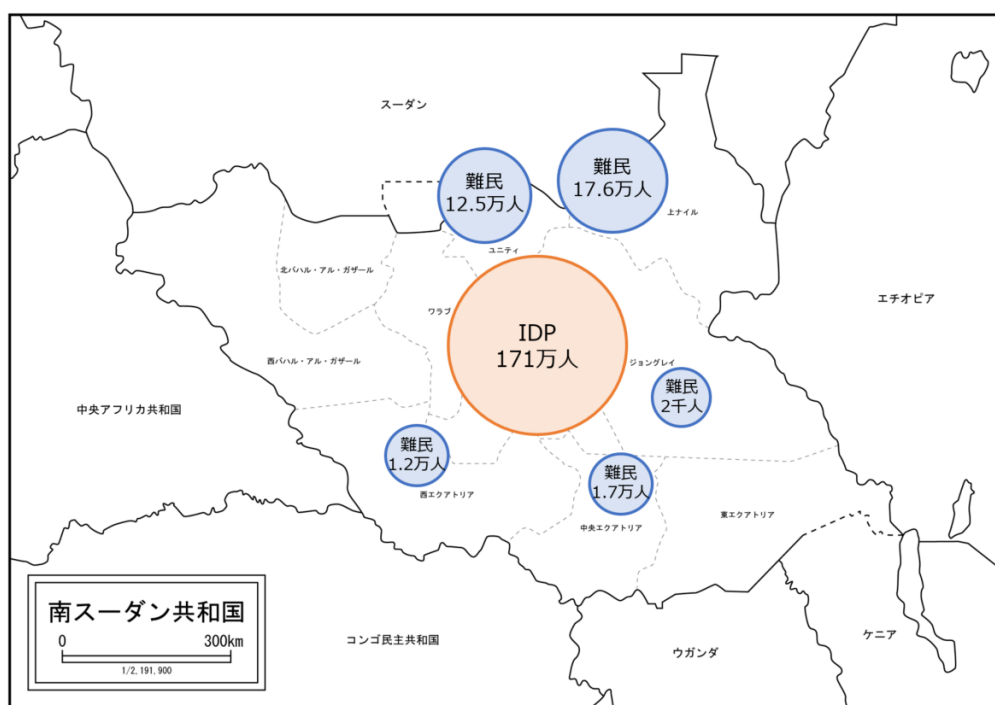 スーダン
難民
12.5万人
難民
17.6万人
上ナイル
ユニティ
北バハル・アル・ガザール
ワラブ
エチオピア
IDP
171万人
西バハル・アル・ガザール
ジョングレイ
難民
2千人
中央アフリカ共和国
難民
1.2万人
西エクアトリア
難民
1.7万人
中央エクアトリア
東エクアトリア
南スーダン共和国
0 300km
1/2,191,900
コンゴ民主共和国
ウガンダ
ケニア